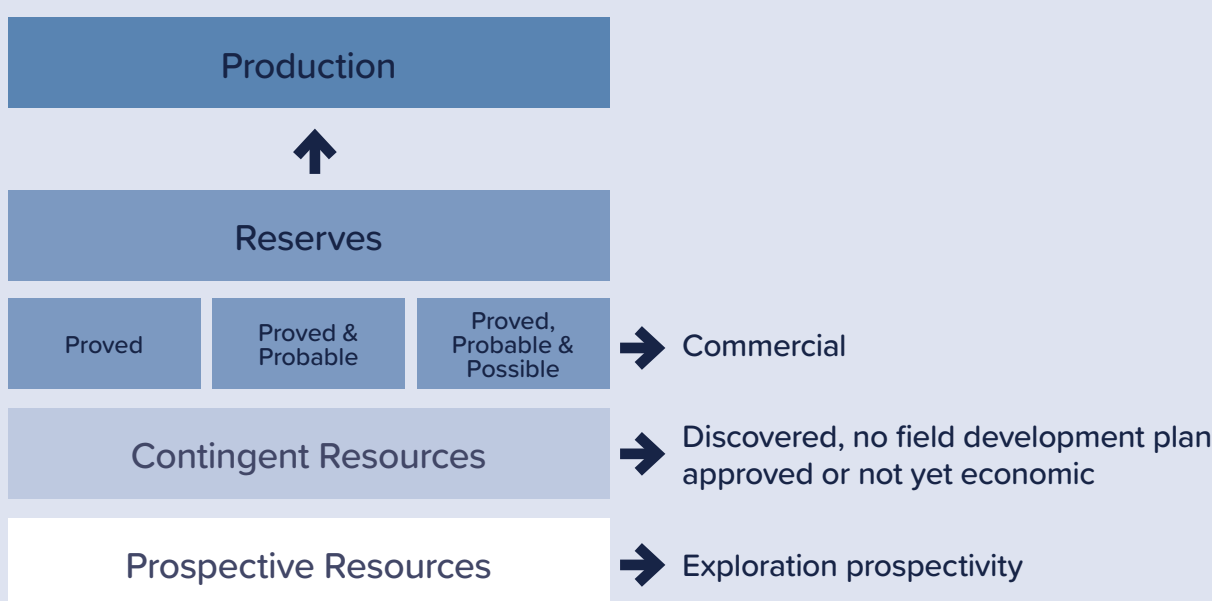 Production
Reserves
Proved
Proved &
Probable
Proved,
Probable &
Possible
Commercial
Contingent Resources
Discovered, no field development plan
approved or not yet economic
Prospective Resources
Exploration prospectivity